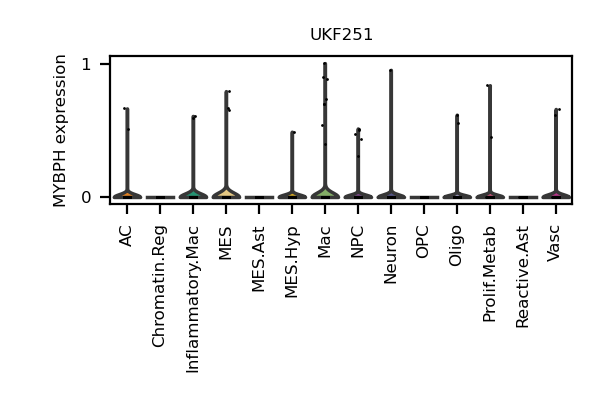 UKF251
MYBPH expression
1
0
AC
Chromatin.Reg
Inflammatory.Mac
MES
MES.Ast
MES.Hyp
Mac
NPC
Neuron
OPC
Oligo
Prolif.Metab
Reactive.Ast
Vasc